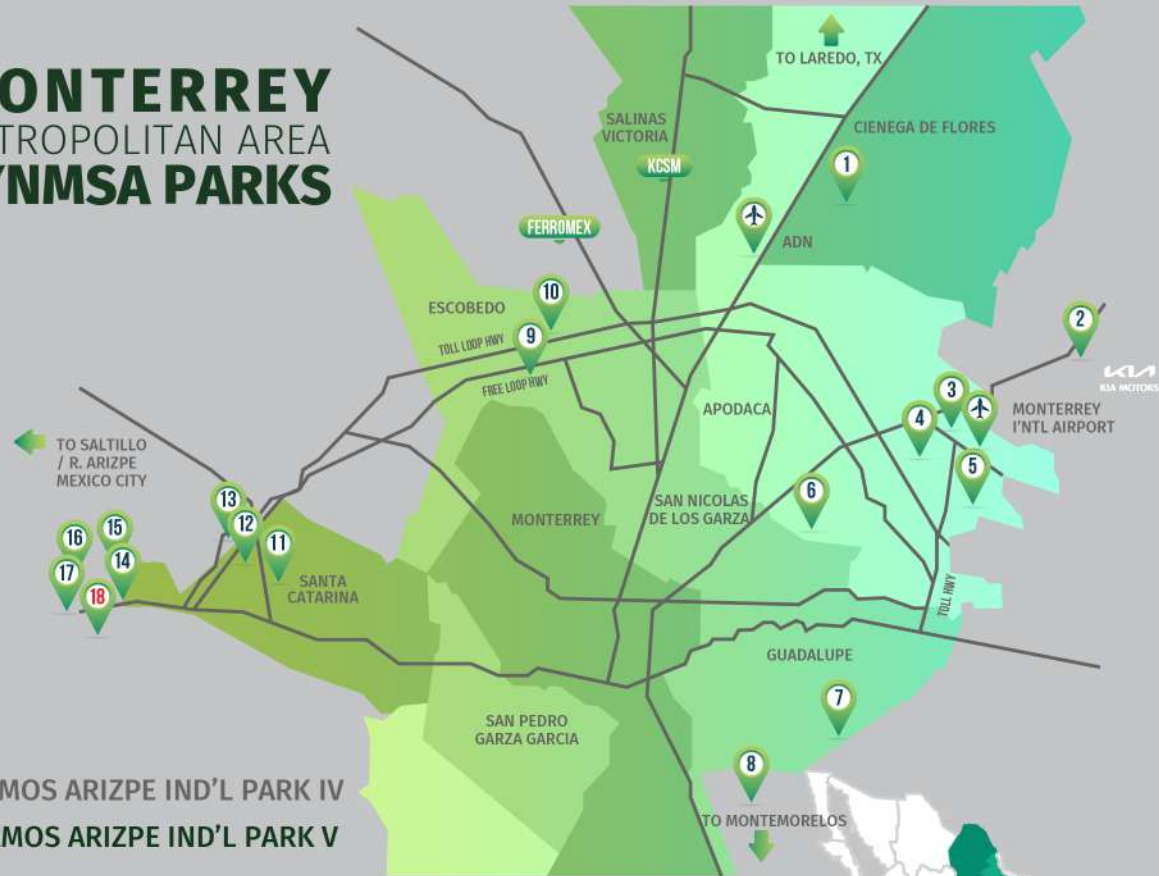 ONTERREY
TROPOLITAN AREA
YNMSA PARKS
TO LAREDO, TX
SALINAS
VICTORIA
CIENEGA DE FLORES
KCSM
1
FERROMEX
ADN
10
ESCOBEDO
9
TOLL LOOP HWY
FREE LOOP HWY
2
KIA
KIA MOTORS
3
4
MONTERREY
I'NTL AIRPORT
APODACA
5
6
TO SALTILLO
/ R. ARIZPE
MEXICO CITY
SAN NICOLAS
DE LOS GARZA
MONTERREY
13
12
11
16
15
14
17
18
SANTA
CATARINA
TOLL HWY
GUADALUPE
7
SAN PEDRO
GARZA GARCIA
8
TO MONTEMORELOS
MOS ARIZPE IND'L PARK IV
MOS ARIZPE IND'L PARK V